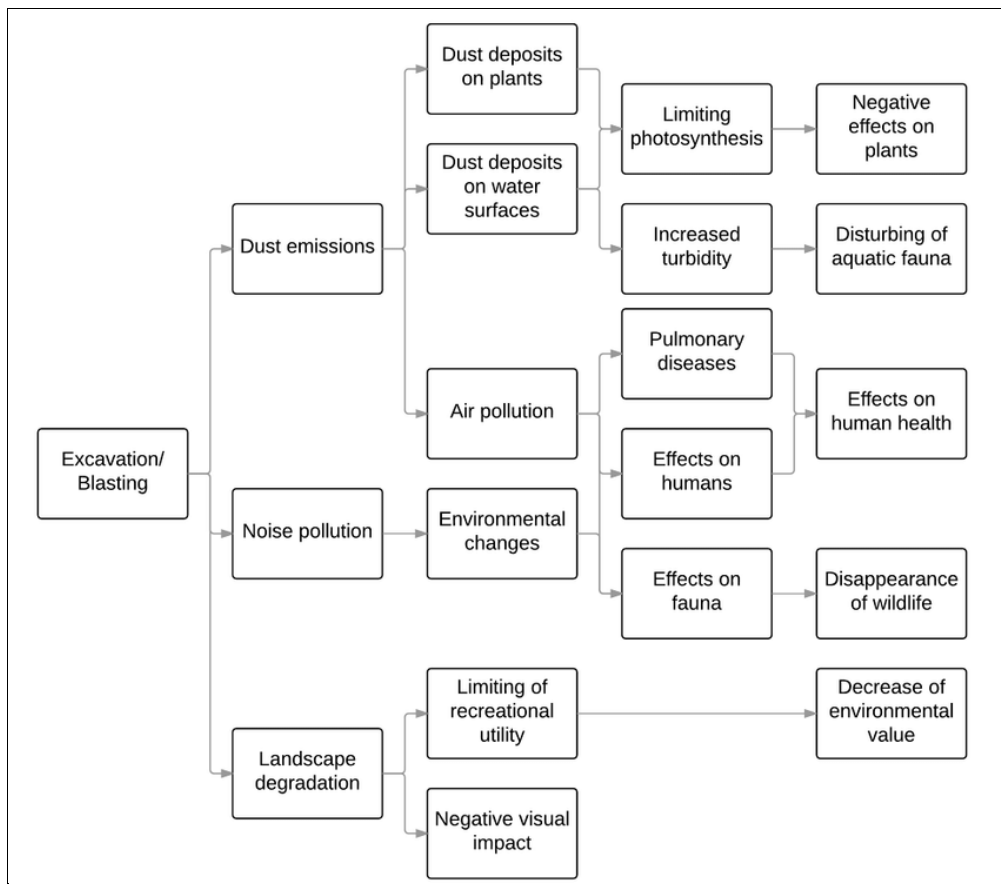 Excavation/
Blasting
Dust emissions
Noise pollution
Landscape
degradation
Dust deposits
on plants
Dust deposits
on water
surfaces
Air pollution
Environmental
changes
Limiting of
recreational
utility
Negative visual
impact
Limiting
photosynthesis
Increased
turbidity
Pulmonary
diseases
Effects on
humans
Effects on
fauna
Negative
effects on
plants
Disturbing of
aquatic fauna
Effects on
human health
Disappearance
of wildlife
Decrease of
environmental
value